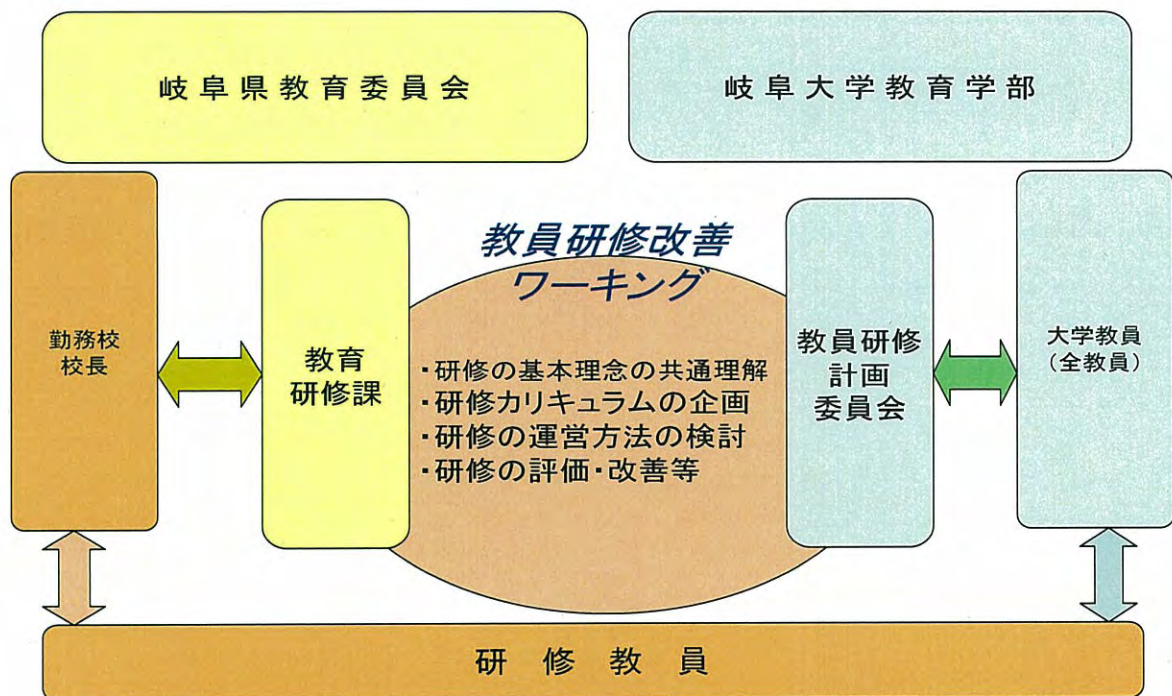 岐阜県教育委員会
岐阜大学教育学部
教員研修改善
ワーキング
勤務校
校長
教育
研修課
・研修の基本理念の共通理解
・研修カリキュラムの企画
・研修の運営方法の検討
・研修の評価・改善等
教員研修
計画
委員会
大学教員
(全教員)
研修教員